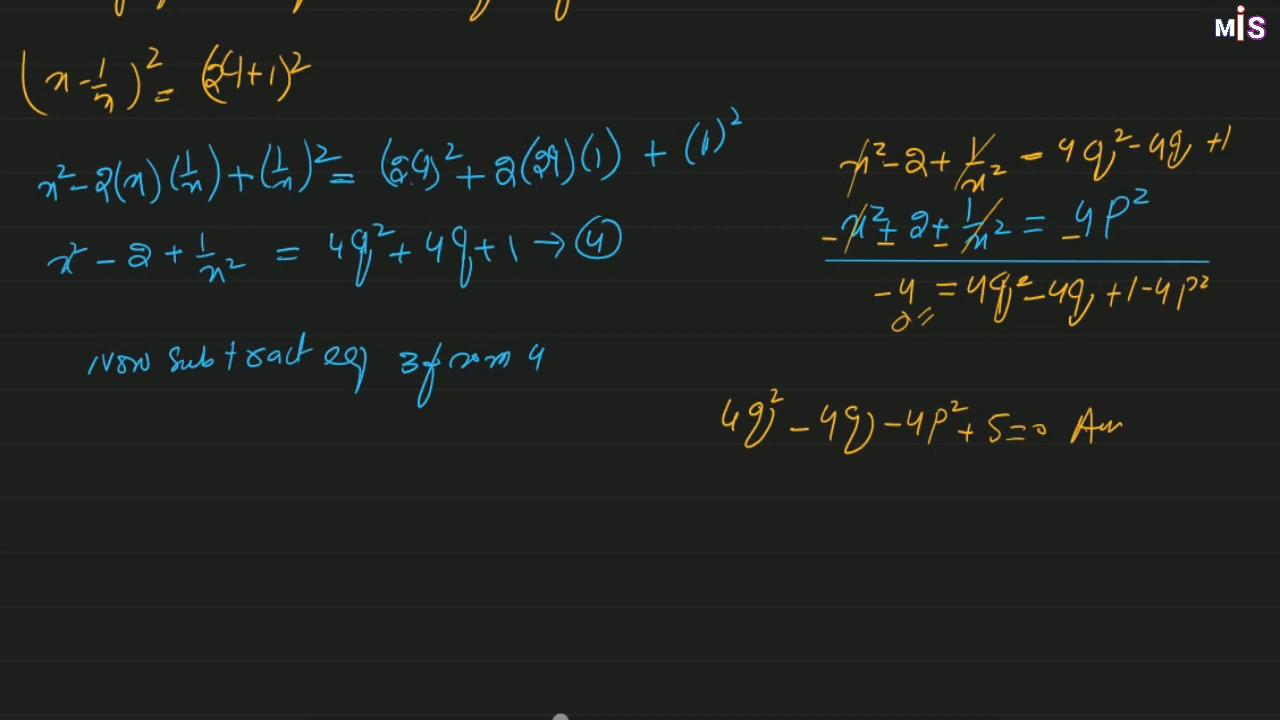 MiS
(x - 1/x)² = (2q+1)²
x² - 2(x)(1/x) + (1/x)² = (2q)² + 2(2q)(1) + (1)²
x² - 2 + 1/x² = 4q² + 4q + 1 → ④
Now subtract eq 3 from 4
x² - 2 + 1/x² = 4q² - 4q + 1
- x² ± 2 ± 1/x² = - 4P²
-4 = 4q² - 4q + 1 - 4P²
0 =
4q² - 4q - 4P² + 5 = 0 Ans